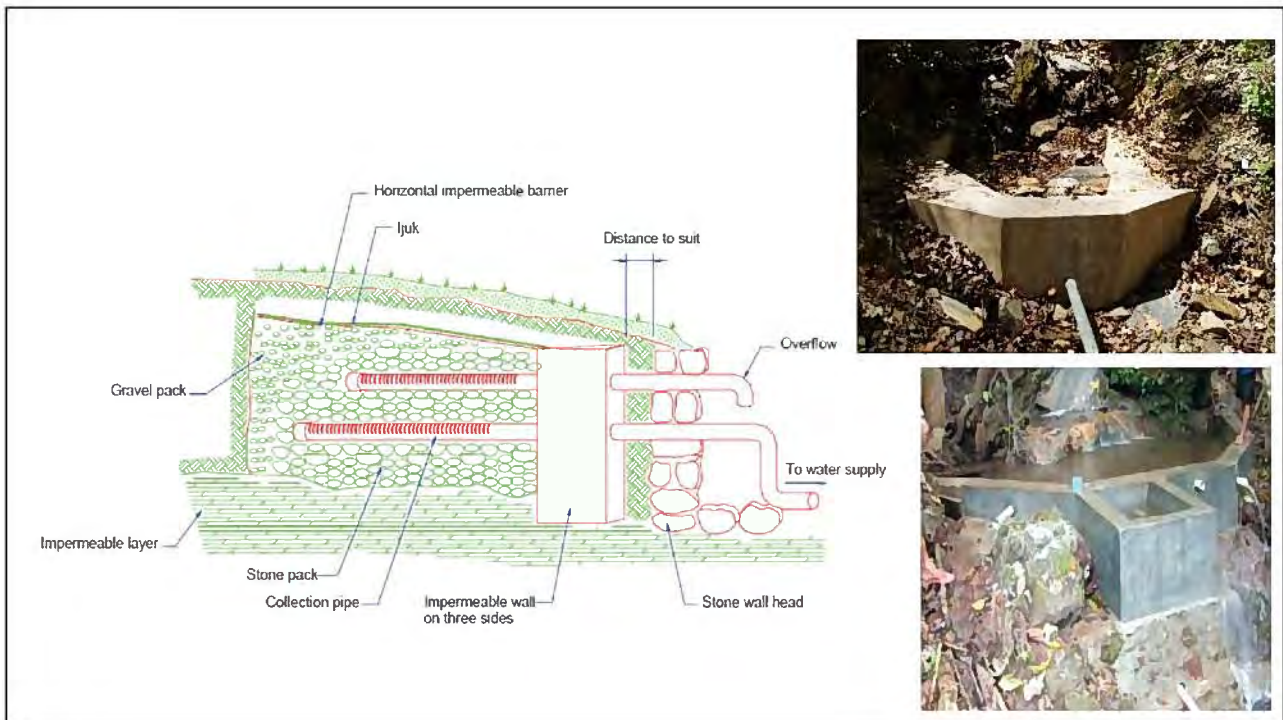 Horizontal impermeable barrier
Ijuk
Distance to suit
Overflow
Gravel pack
To water supply
Impermeable layer
Stone pack
Collection pipe
Impermeable wall
on three sides
Stone wall head